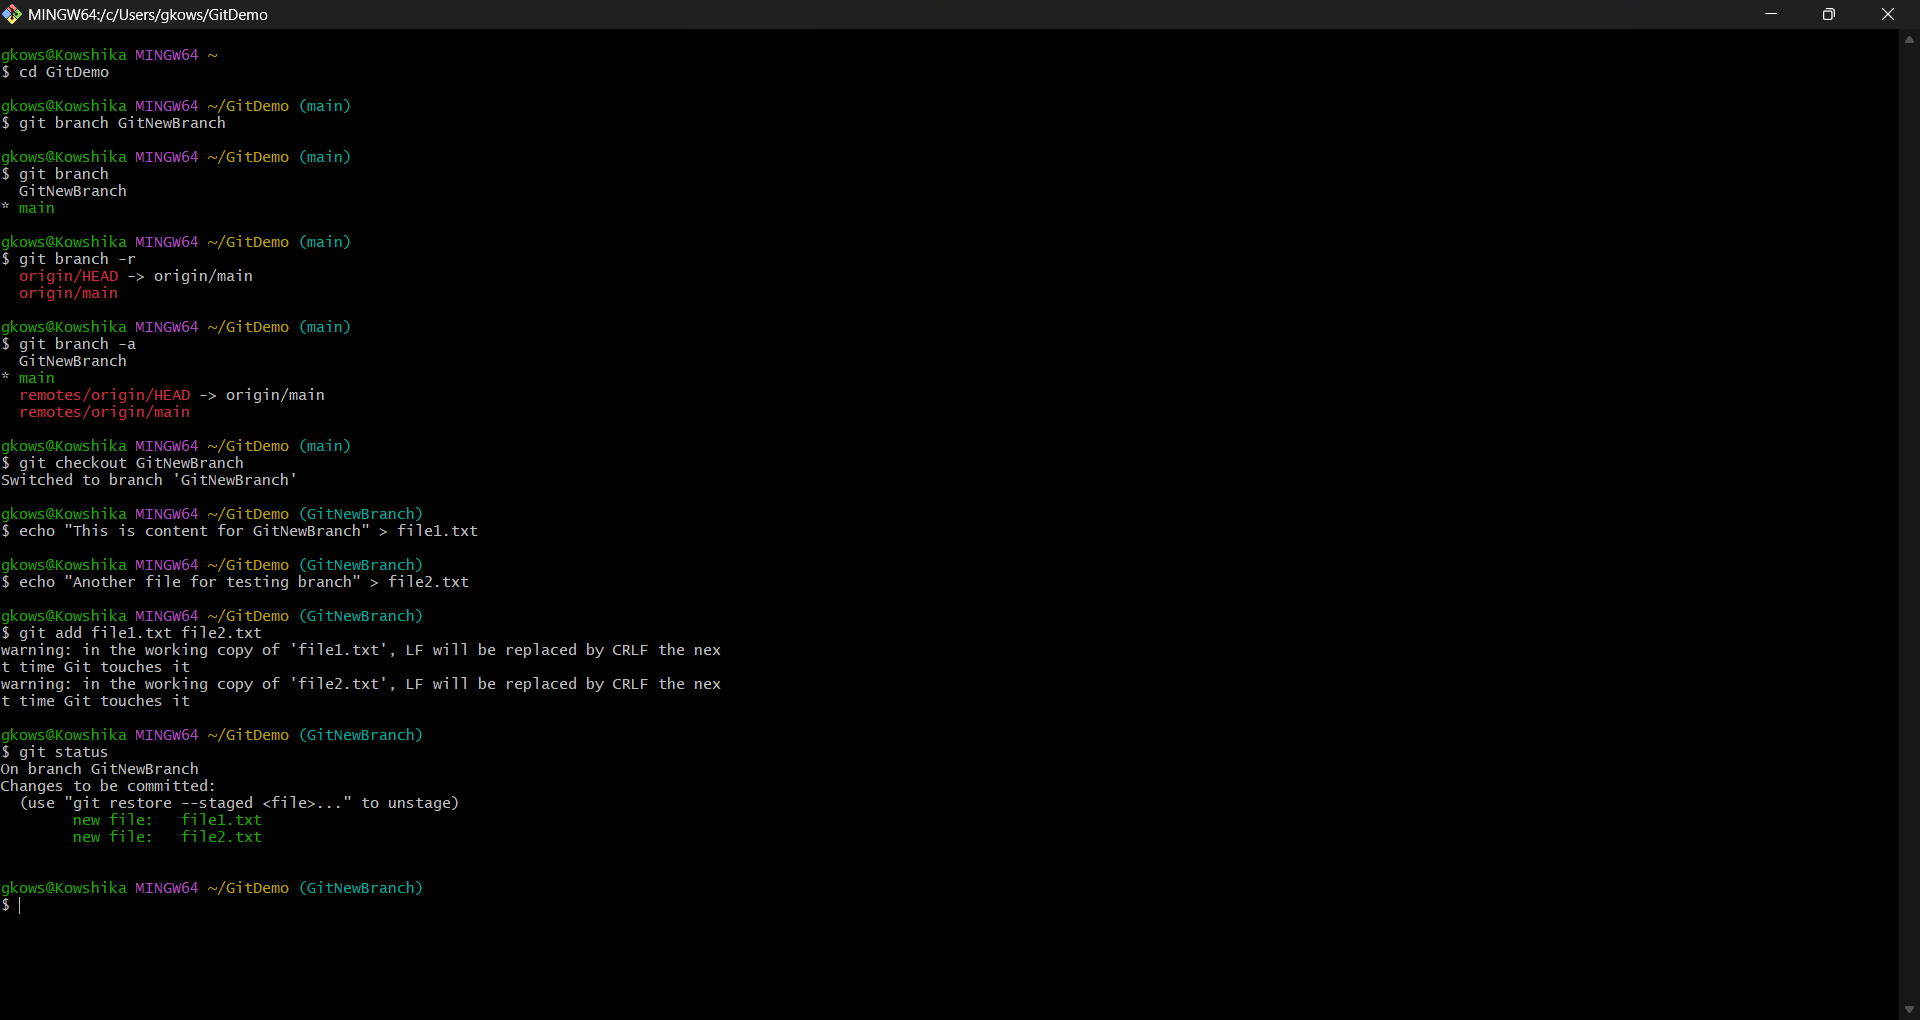 MINGW64:/c/Users/gkows/GitDemo
gkows@Kowshika MINGW64 ~
$ cd GitDemo
gkows@Kowshika MINGW64 ~/GitDemo (main)
$ git branch GitNewBranch
gkows@Kowshika MINGW64 ~/GitDemo (main)
$ git branch
  GitNewBranch
* main
gkows@Kowshika MINGW64 ~/GitDemo (main)
$ git branch -r
  origin/HEAD -> origin/main
  origin/main
gkows@Kowshika MINGW64 ~/GitDemo (main)
$ git branch -a
  GitNewBranch
* main
  remotes/origin/HEAD -> origin/main
  remotes/origin/main
gkows@Kowshika MINGW64 ~/GitDemo (main)
$ git checkout GitNewBranch
Switched to branch 'GitNewBranch'
gkows@Kowshika MINGW64 ~/GitDemo (GitNewBranch)
$ echo "This is content for GitNewBranch" > file1.txt
gkows@Kowshika MINGW64 ~/GitDemo (GitNewBranch)
$ echo "Another file for testing branch" > file2.txt
gkows@Kowshika MINGW64 ~/GitDemo (GitNewBranch)
$ git add file1.txt file2.txt
warning: in the working copy of 'file1.txt', LF will be replaced by CRLF the nex
t time Git touches it
warning: in the working copy of 'file2.txt', LF will be replaced by CRLF the nex
t time Git touches it
gkows@Kowshika MINGW64 ~/GitDemo (GitNewBranch)
$ git status
On branch GitNewBranch
Changes to be committed:
  (use "git restore --staged <file>..." to unstage)
        new file:   file1.txt
        new file:   file2.txt
gkows@Kowshika MINGW64 ~/GitDemo (GitNewBranch)
$